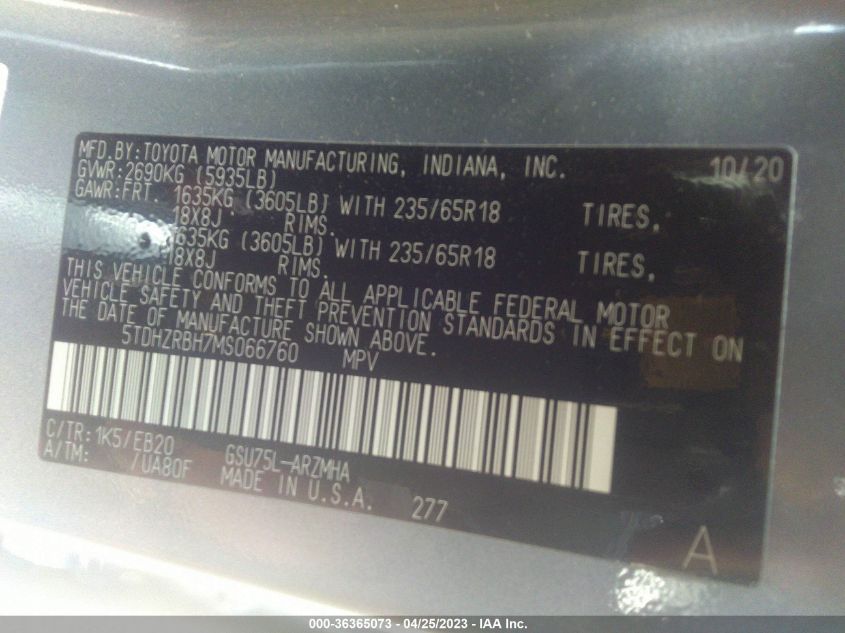 MFD.BY:TOYOTA MOTOR MANUFACTURING, INDIANA, INC. 10/20
GVWR:2690KG (5935LB)
GAWR:FRT 1635KG (3605LB) WITH 235/65R18 TIRES,
18X8J RIMS.
1635KG (3605LB) WITH 235/65R18 TIRES,
18X8J RIMS.
THIS VEHICLE CONFORMS TO ALL APPLICABLE FEDERAL MOTOR
VEHICLE SAFETY AND THEFT PREVENTION STANDARDS IN EFFECT ON
THE DATE OF MANUFACTURE SHOWN ABOVE.
5TDHZRBH7MS066760 MPV
C/TR:1K5/EB20 GSU75L-ARZMHA
A/TM: /UA80F MADE IN U.S.A. 277
A
000-36365073 - 04/25/2023 - IAA Inc.